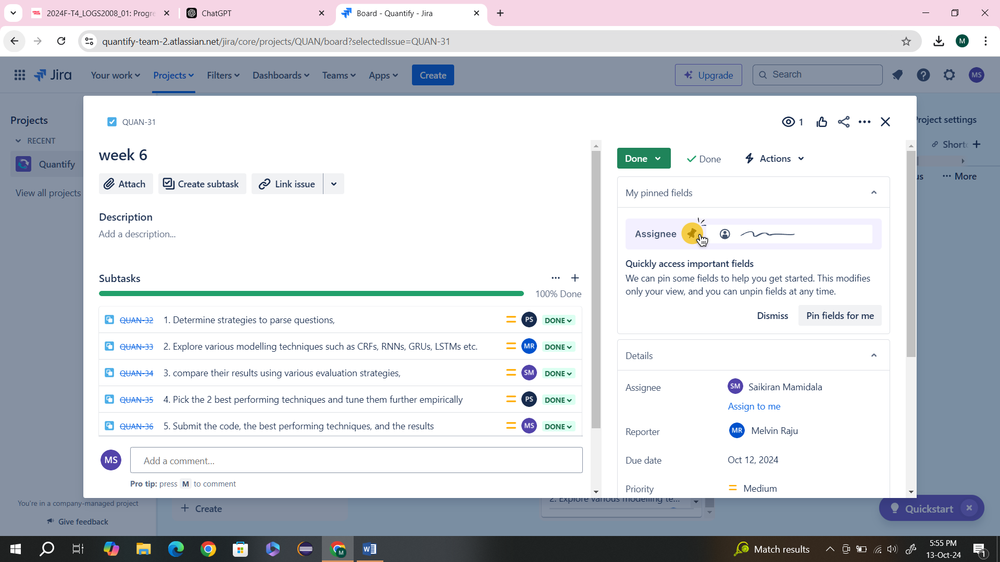 2024F-T4_LOGS2008_01: Progre
ChatGPT
Board - Quantify - Jira
quantify-team-2.atlassian.net/jira/core/projects/QUAN/board?selectedIssue=QUAN-31
M
Jira
Your work
Projects
Filters
Dashboards
Teams
Apps
Create
Upgrade
Search
MS
Projects
RECENT
Quantify
View all projects
Project settings
Shortc
us
More
QUAN-31
1
week 6
Attach
Create subtask
Link issue
Description
Add a description...
Subtasks
100% Done
QUAN-32 1. Determine strategies to parse questions, PS DONE
QUAN-33 2. Explore various modelling techniques such as CRFs, RNNs, GRUs, LSTMs etc. MR DONE
QUAN-34 3. compare their results using various evaluation strategies, SM DONE
QUAN-35 4. Pick the 2 best performing techniques and tune them further empirically PS DONE
QUAN-36 5. Submit the code, the best performing techniques, and the results MS DONE
MS
Add a comment...
Pro tip: press M to comment
Done
Done
Actions
My pinned fields
Assignee
Quickly access important fields
We can pin some fields to help you get started. This modifies
only your view, and you can unpin fields at any time.
Dismiss
Pin fields for me
Details
Assignee
SM Saikiran Mamidala
Assign to me
Reporter
MR Melvin Raju
Due date
Oct 12, 2024
Priority
Medium
You're in a company-managed project
Give feedback
Create
2. Explore various modelling te...
Quickstart
Match results
5:55 PM
13-Oct-24
1